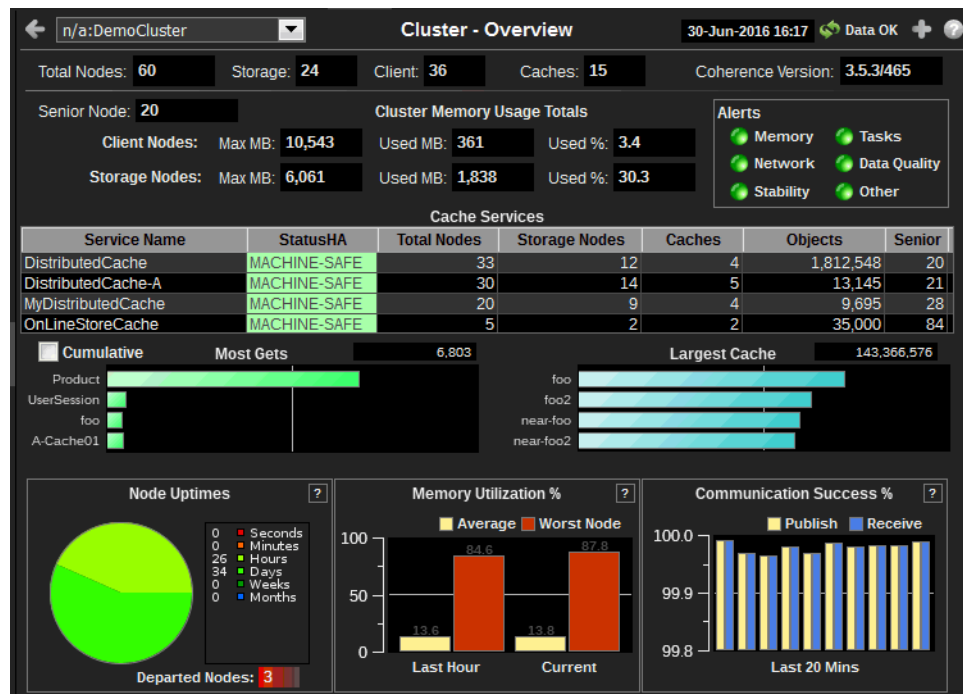 n/a:DemoCluster Cluster - Overview 30-Jun-2016 16:17 Data OK ?
Total Nodes: 60 Storage: 24 Client: 36 Caches: 15 Coherence Version: 3.5.3/465
Senior Node: 20 Cluster Memory Usage Totals Alerts
Client Nodes: Max MB: 10,543 Used MB: 361 Used %: 3.4 Memory Tasks
Network Data Quality
Storage Nodes: Max MB: 6,061 Used MB: 1,838 Used %: 30.3
Stability Other
Cache Services
Service Name StatusHA Total Nodes Storage Nodes Caches Objects Senior
DistributedCache MACHINE-SAFE 33 12 4 1,812,548 20
DistributedCache-A MACHINE-SAFE 30 14 5 13,145 21
MyDistributedCache MACHINE-SAFE 20 9 4 9,695 28
OnLineStoreCache MACHINE-SAFE 5 2 2 35,000 84
Cumulative Most Gets 6,803 Largest Cache 143,366,576
Product foo
UserSession foo2
foo near-foo
A-Cache01 near-foo2
Node Uptimes ? Memory Utilization % ? Communication Success % ?
0 Seconds
0 Minutes
26 Hours
34 Days
0 Weeks
0 Months
Departed Nodes: 3
Average Worst Node
100
84.6 87.8
50
13.6 13.8
0
Last Hour Current
Publish Receive
100.0
99.9
99.8
Last 20 Mins